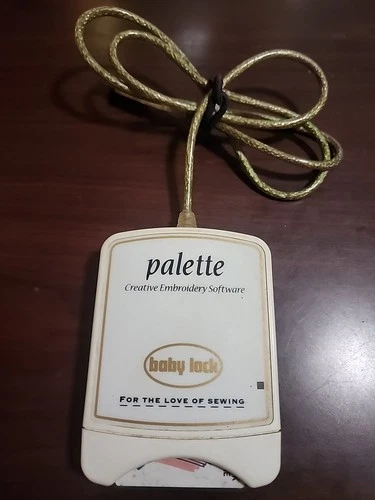 palette
Creative Embroidery Software
baby lock
FOR THE LOVE OF SEWING